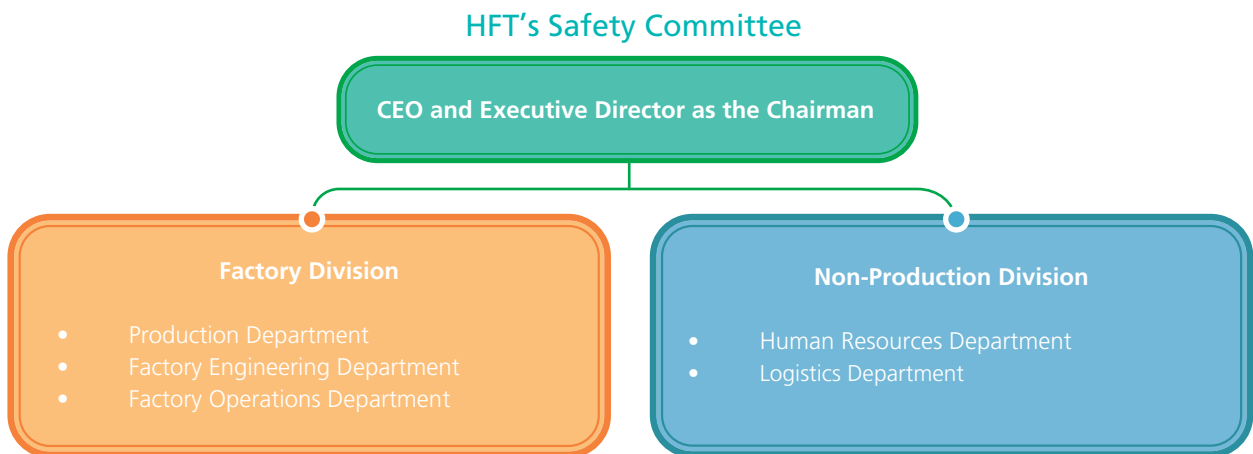 HFT’s Safety Committee
CEO and Executive Director as the Chairman
Factory Division
• Production Department
• Factory Engineering Department
• Factory Operations Department
Non-Production Division
• Human Resources Department
• Logistics Department